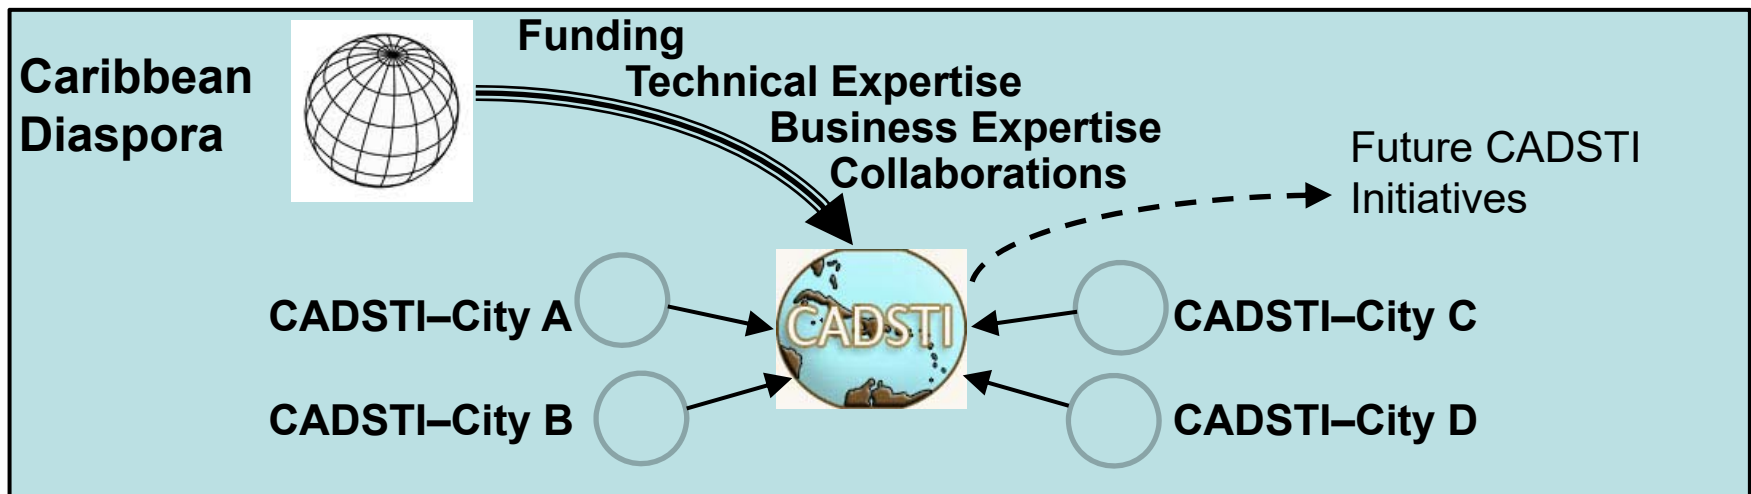 Caribbean
Diaspora
Funding
Technical Expertise
Business Expertise
Collaborations
Future CADSTI
Initiatives
CADSTI–City A
CADSTI
CADSTI–City C
CADSTI–City B
CADSTI–City D